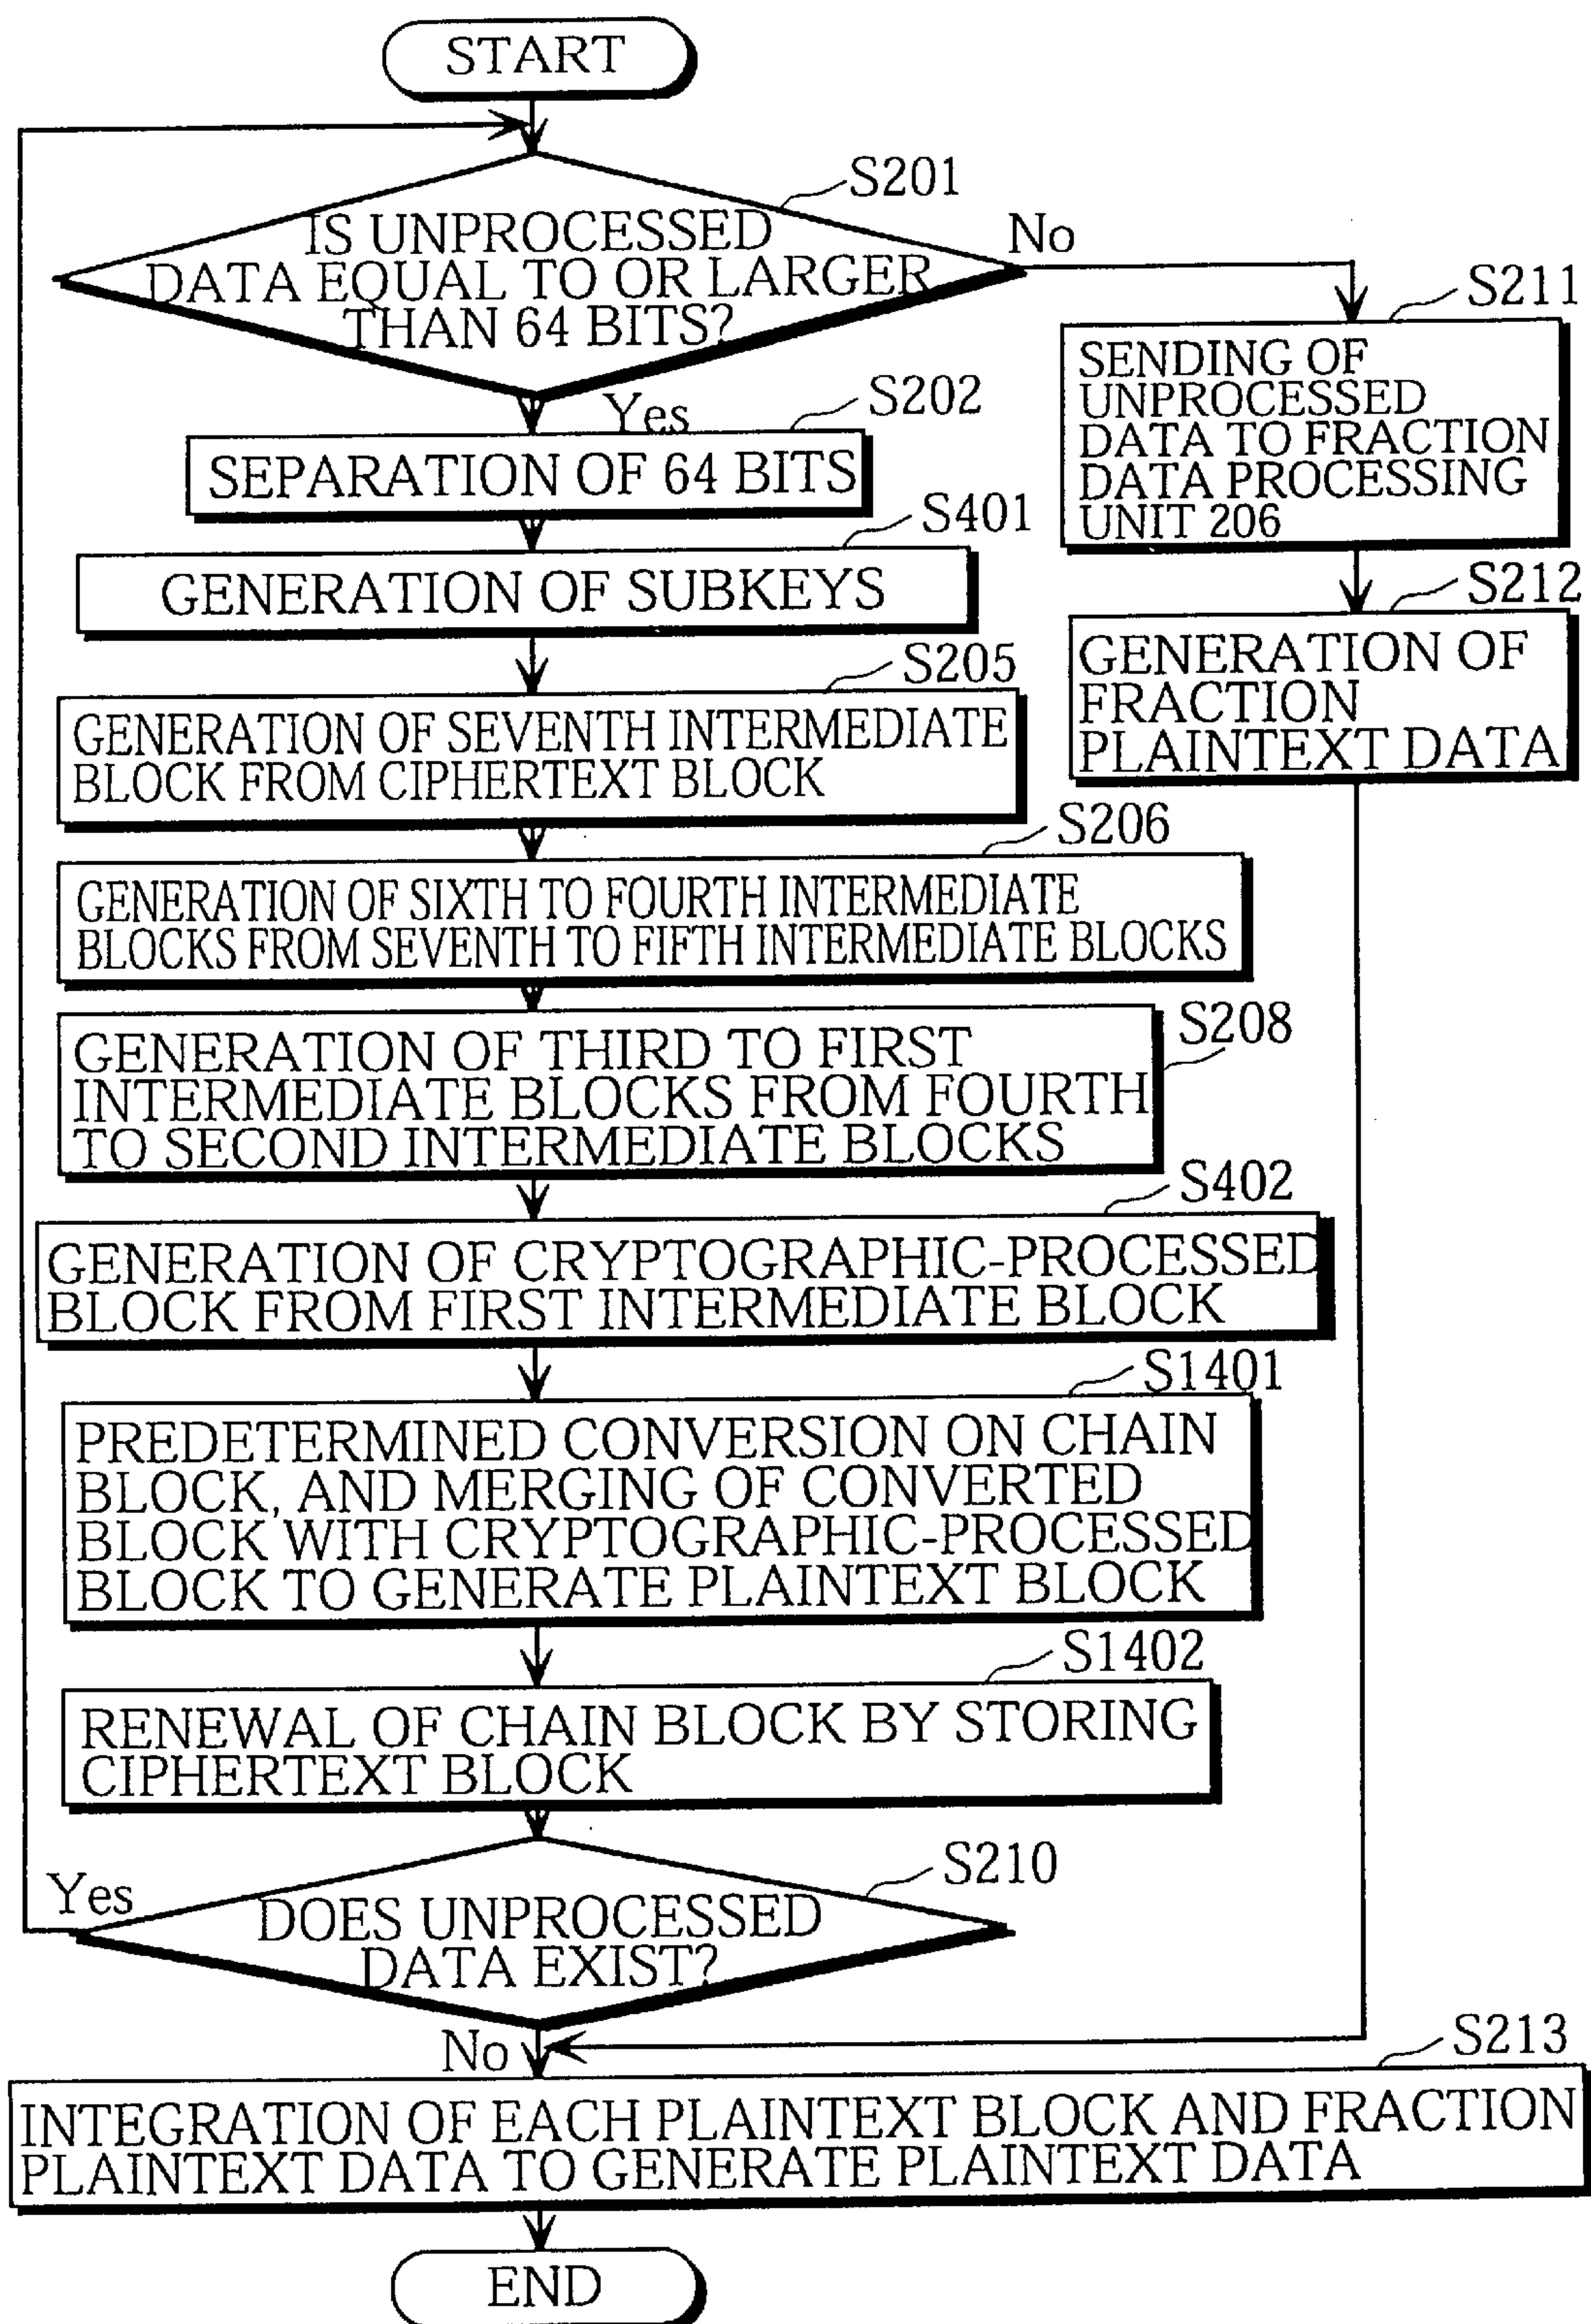 START
S201
IS UNPROCESSED
DATA EQUAL TO OR LARGER
THAN 64 BITS?
No
Yes
S202
SEPARATION OF 64 BITS
S401
GENERATION OF SUBKEYS
S205
GENERATION OF SEVENTH INTERMEDIATE
BLOCK FROM CIPHERTEXT BLOCK
S206
GENERATION OF SIXTH TO FOURTH INTERMEDIATE
BLOCKS FROM SEVENTH TO FIFTH INTERMEDIATE BLOCKS
S208
GENERATION OF THIRD TO FIRST
INTERMEDIATE BLOCKS FROM FOURTH
TO SECOND INTERMEDIATE BLOCKS
S402
GENERATION OF CRYPTOGRAPHIC-PROCESSED
BLOCK FROM FIRST INTERMEDIATE BLOCK
S1401
PREDETERMINED CONVERSION ON CHAIN
BLOCK, AND MERGING OF CONVERTED
BLOCK WITH CRYPTOGRAPHIC-PROCESSED
BLOCK TO GENERATE PLAINTEXT BLOCK
S1402
RENEWAL OF CHAIN BLOCK BY STORING
CIPHERTEXT BLOCK
S210
Yes
DOES UNPROCESSED
DATA EXIST?
No
S211
SENDING OF
UNPROCESSED
DATA TO FRACTION
DATA PROCESSING
UNIT 206
S212
GENERATION OF
FRACTION
PLAINTEXT DATA
S213
INTEGRATION OF EACH PLAINTEXT BLOCK AND FRACTION
PLAINTEXT DATA TO GENERATE PLAINTEXT DATA
END